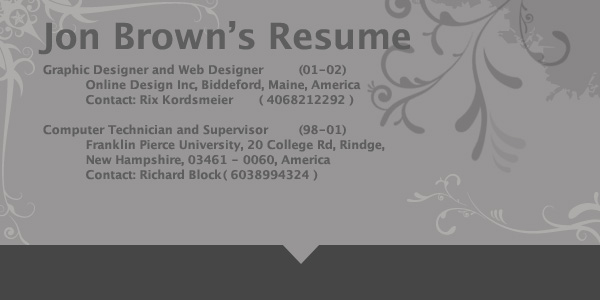 Jon Brown's Resume
Graphic Designer and Web Designer (01-02)
Online Design Inc, Biddeford, Maine, America
Contact: Rix Kordsmeier ( 4068212292 )
Computer Technician and Supervisor (98-01)
Franklin Pierce University, 20 College Rd, Rindge,
New Hampshire, 03461 - 0060, America
Contact: Richard Block( 6038994324 )